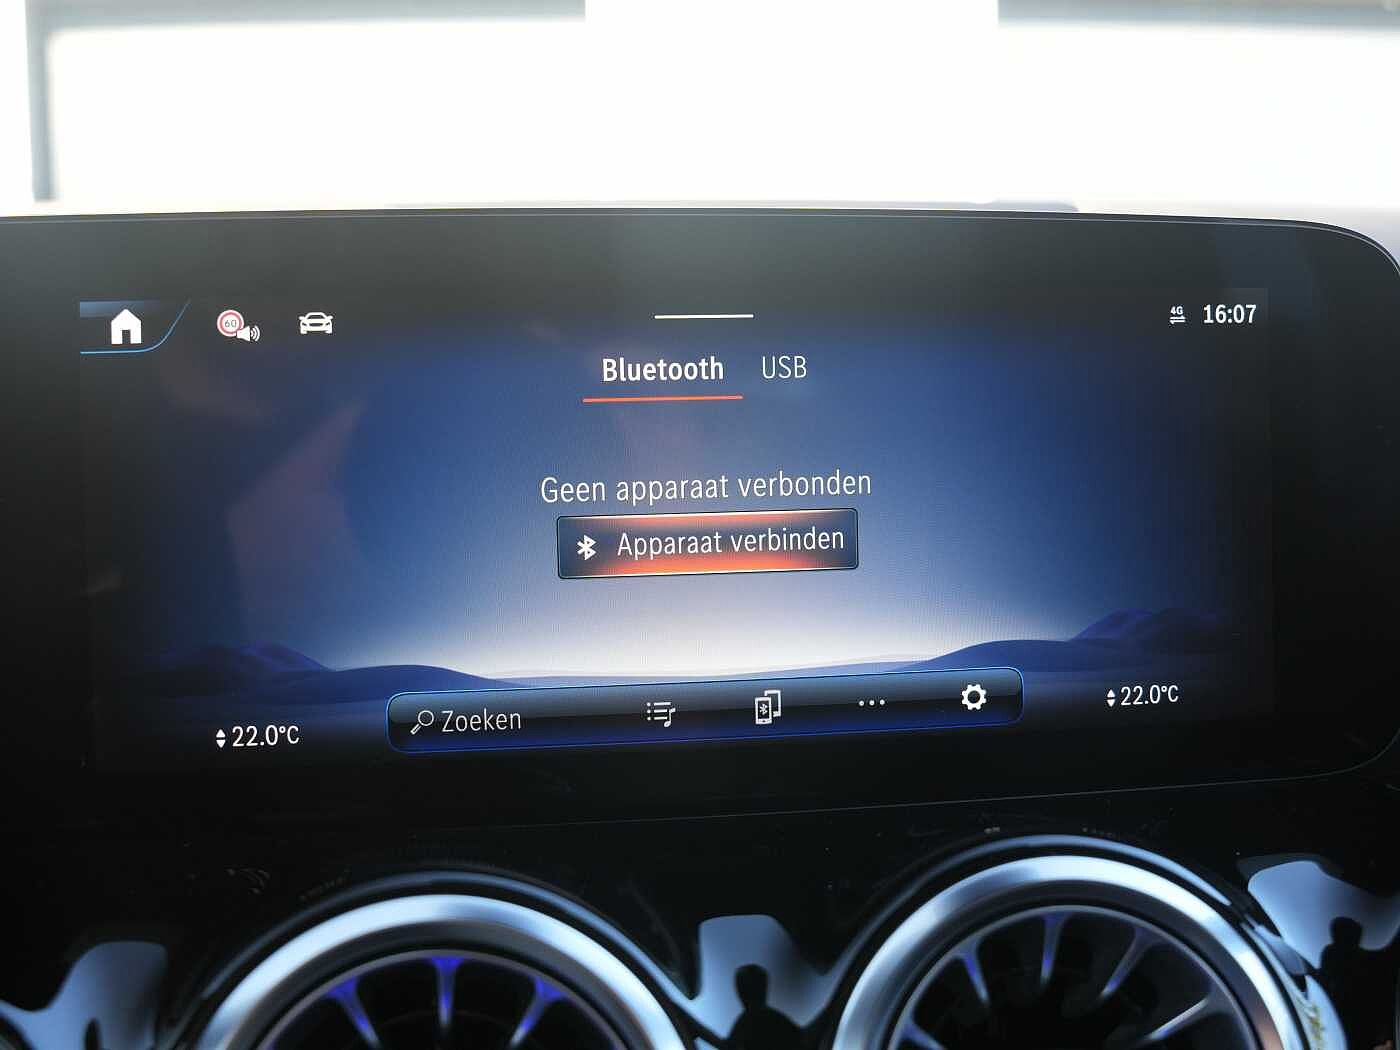 60
4G
16:07
Bluetooth USB
Geen apparaat verbonden
Apparaat verbinden
Zoeken
22.0°C
22.0°C